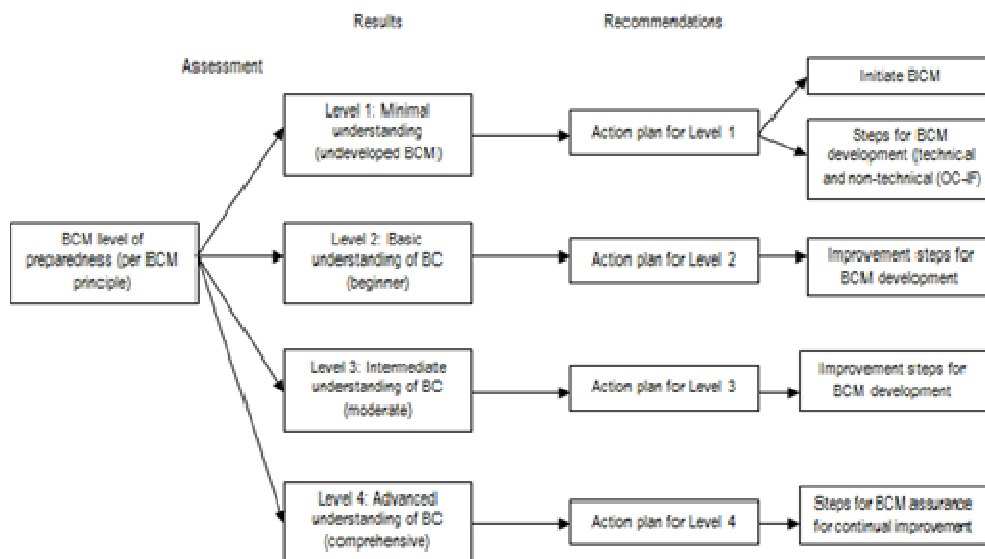 Results
Recommendations
Assessment
Initiate BCM
Level 1: Minimal
understanding
(undeveloped BCM)
Action plan for Level 1
Steps for BCM
development (technical
and non-technical (OC-IF)
BCM level of
preparedness (per BCM
principle)
Level 2: Basic
understanding of BC
(beginner)
Action plan for Level 2
Improvement steps for
BCM development
Level 3: Intermediate
understanding of BC
(moderate)
Action plan for Level 3
Improvement steps for
BCM development
Level 4: Advanced
understanding of BC
(comprehensive)
Action plan for Level 4
Steps for BCM assurance
for continual improvement